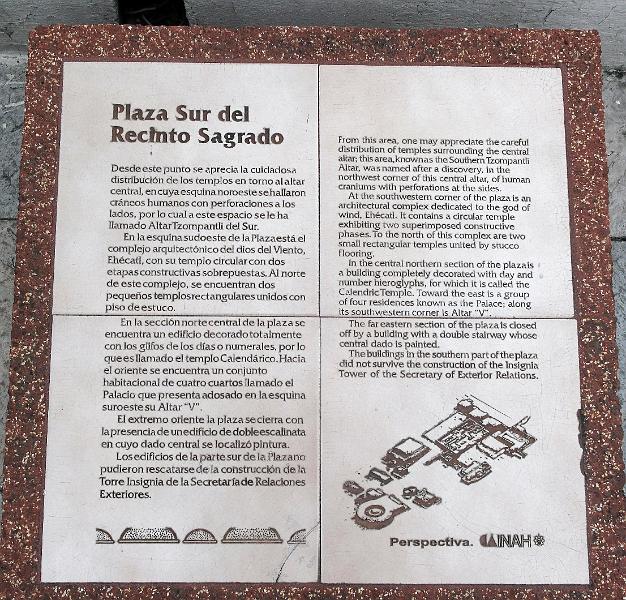 Plaza Sur del
Recinto Sagrado
Desde este punto se aprecia la cuidadosa
distribución de los templos en torno al altar
central, en cuya esquina noroeste se hallaron
cráneos humanos con perforaciones a los
lados, por lo cual a este espacio se le ha
llamado Altar Tzompantli del Sur.
En la esquina sudoeste de la Plaza está el
complejo arquitectónico del dios del Viento,
Ehécatl, con su templo circular con dos
etapas constructivas sobrepuestas. Al norte
de este complejo, se encuentran dos
pequeños templos rectangulares unidos con
piso de estuco.
En la sección norte central de la plaza se
encuentra un edificio decorado totalmente
con los glifos de los días o numerales, por lo
que es llamado el templo Calendárico. Hacia
el oriente se encuentra un conjunto
habitacional de cuatro cuartos llamado el
Palacio que presenta adosado en la esquina
suroeste su Altar "V".
El extremo oriente la plaza se cierra con
la presencia de un edificio de doble escalinata
en cuyo dado central se localizó pintura.
Los edificios de la parte sur de la Plaza no
pudieron rescatarse de la construcción de la
Torre Insignia de la Secretaría de Relaciones
Exteriores.
From this area, one may appreciate the careful
distribution of temples surrounding the central
altar; this area, known as the Southern Tzompantli
Altar, was named after a discovery, in the
northwest corner of this central altar, of human
craniums with perforations at the sides.
At the southwestern corner of the plaza is an
architectural complex dedicated to the god of
wind, Ehécatl. It contains a circular temple
exhibiting two superimposed constructive
phases. To the north of this complex are two
small rectangular temples united by stucco
flooring.
In the central northern section of the plaza is
a building completely decorated with day and
number hieroglyphs, for which it is called the
Calendric Temple. Toward the east is a group
of four residences known as the Palace; along
its southwestern corner is Altar "V".
The far eastern section of the plaza is closed
off by a building with a double stairway whose
central dado is painted.
The buildings in the southern part of the plaza
did not survive the construction of the Insignia
Tower of the Secretary of Exterior Relations.
Perspectiva. INAH